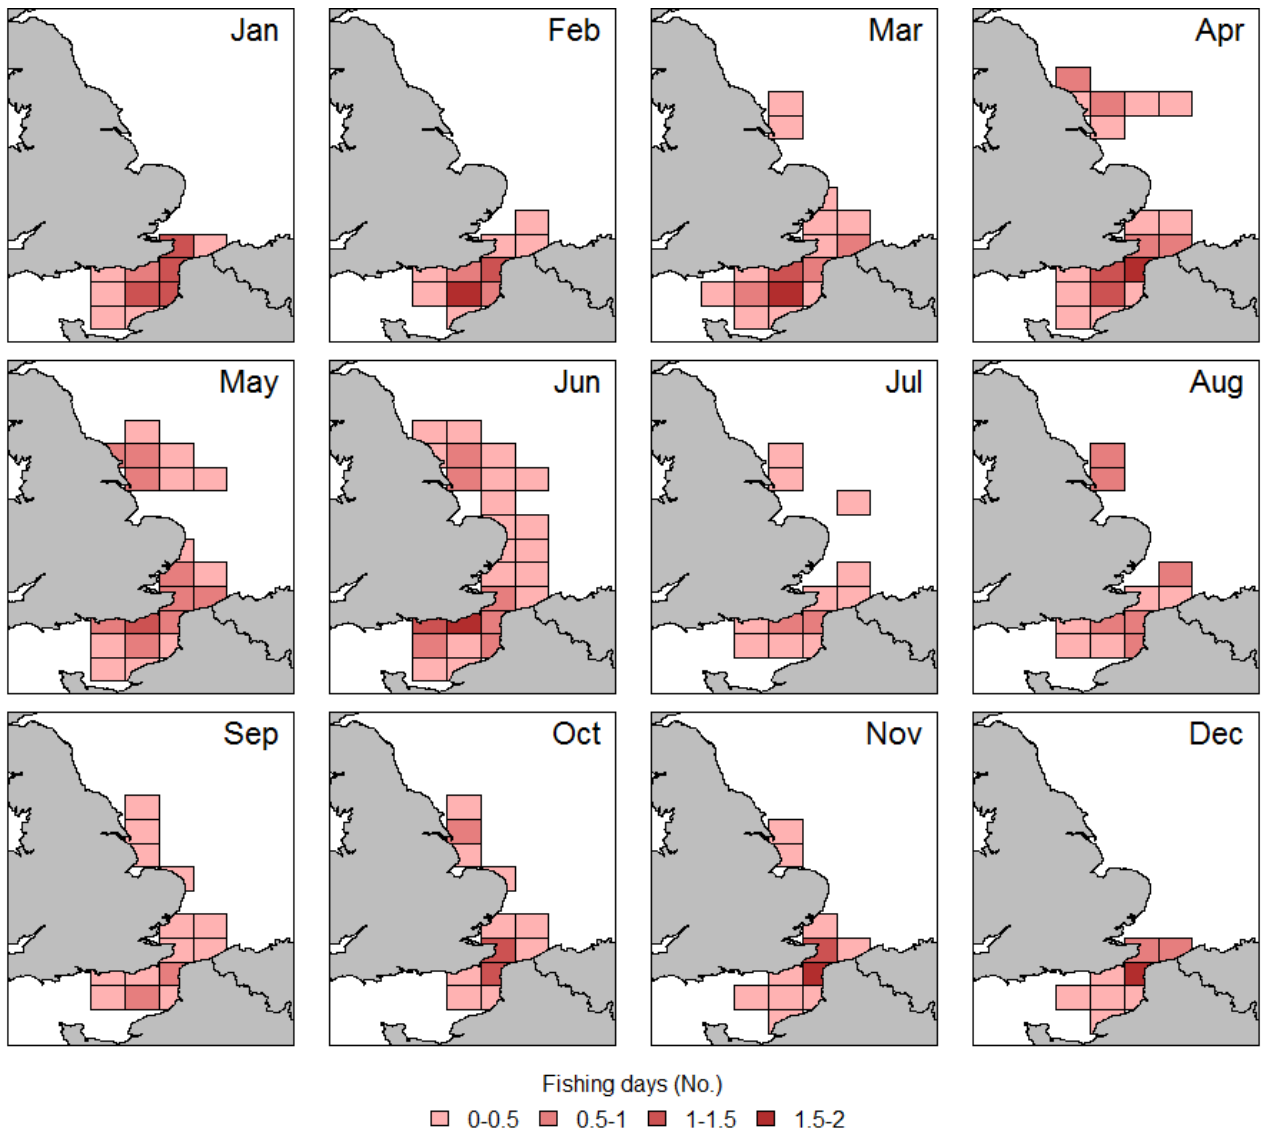 Jan
Feb
Mar
Apr
May
Jun
Jul
Aug
Sep
Oct
Nov
Dec
Fishing days (No.)
0-0.5 0.5-1 1-1.5 1.5-2